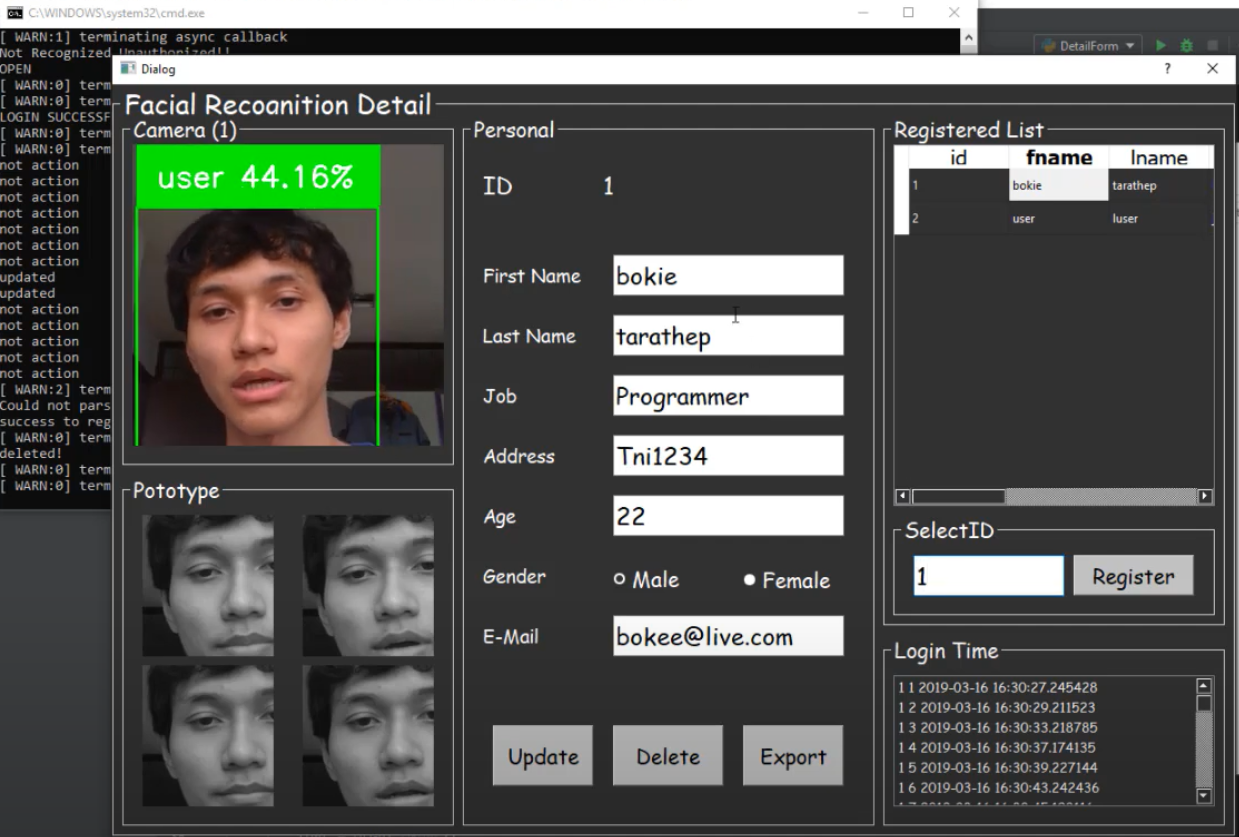 C:\WINDOWS\system32\cmd.exe
[ WARN:1] terminating async callback
Not Recognized Unauthorized!!
OPEN
[ WARN:0] term
[ WARN:0] term
LOGIN SUCCESSF
[ WARN:0] term
[ WARN:0] term
not action
not action
not action
not action
not action
not action
not action
updated
updated
not action
not action
not action
not action
not action
[ WARN:2] term
Could not pars
success to reg
[ WARN:0] term
deleted!
[ WARN:0] term
[ WARN:0] term
DetailForm
Dialog
?
Facial Recoanition Detail
Camera (1)
user 44.16%
Pototype
Personal
ID 1
First Name bokie
Last Name tarathep
Job Programmer
Address Tni1234
Age 22
Gender Male Female
E-Mail bokee@live.com
Update Delete Export
Registered List
id fname lname
1 bokie tarathep
2 user luser
SelectID
1 Register
Login Time
1 1 2019-03-16 16:30:27.245428
1 2 2019-03-16 16:30:29.211523
1 3 2019-03-16 16:30:33.218785
1 4 2019-03-16 16:30:37.174135
1 5 2019-03-16 16:30:39.227144
1 6 2019-03-16 16:30:43.242436